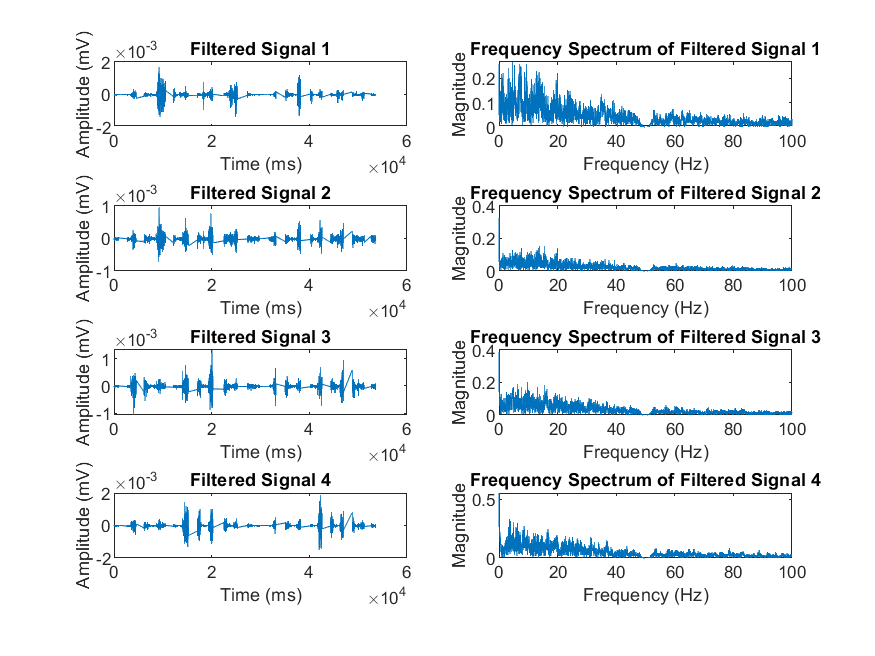 Filtered Signal 1
×10-3
Amplitude (mV)
2
0
-2
0 2 4 6
Time (ms)
×104
Frequency Spectrum of Filtered Signal 1
Magnitude
0.2
0.1
0
0 20 40 60 80 100
Frequency (Hz)
Filtered Signal 2
×10-3
Amplitude (mV)
1
0
-1
0 2 4 6
Time (ms)
×104
Frequency Spectrum of Filtered Signal 2
Magnitude
0.4
0.2
0
0 20 40 60 80 100
Frequency (Hz)
Filtered Signal 3
×10-3
Amplitude (mV)
1
0
-1
0 2 4 6
Time (ms)
×104
Frequency Spectrum of Filtered Signal 3
Magnitude
0.4
0.2
0
0 20 40 60 80 100
Frequency (Hz)
Filtered Signal 4
×10-3
Amplitude (mV)
2
0
-2
0 2 4 6
Time (ms)
×104
Frequency Spectrum of Filtered Signal 4
Magnitude
0.5
0
0 20 40 60 80 100
Frequency (Hz)